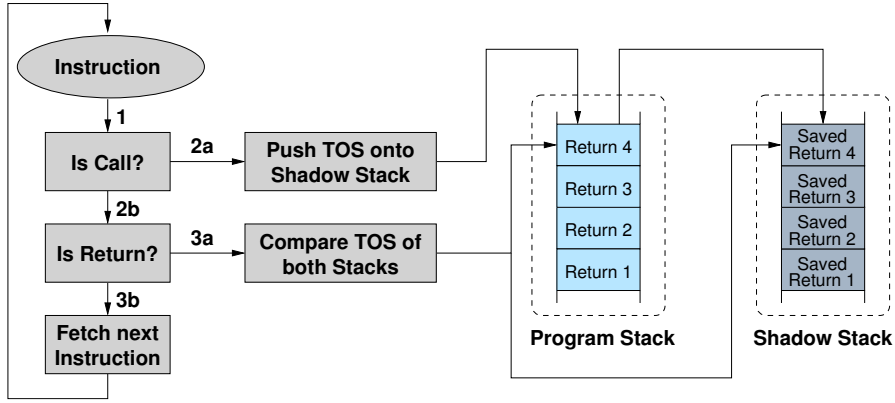 Instruction
1
Is Call?
2a
Push TOS onto
Shadow Stack
2b
Is Return?
3a
Compare TOS of
both Stacks
3b
Fetch next
Instruction
Return 4
Return 3
Return 2
Return 1
Program Stack
Saved
Return 4
Saved
Return 3
Saved
Return 2
Saved
Return 1
Shadow Stack